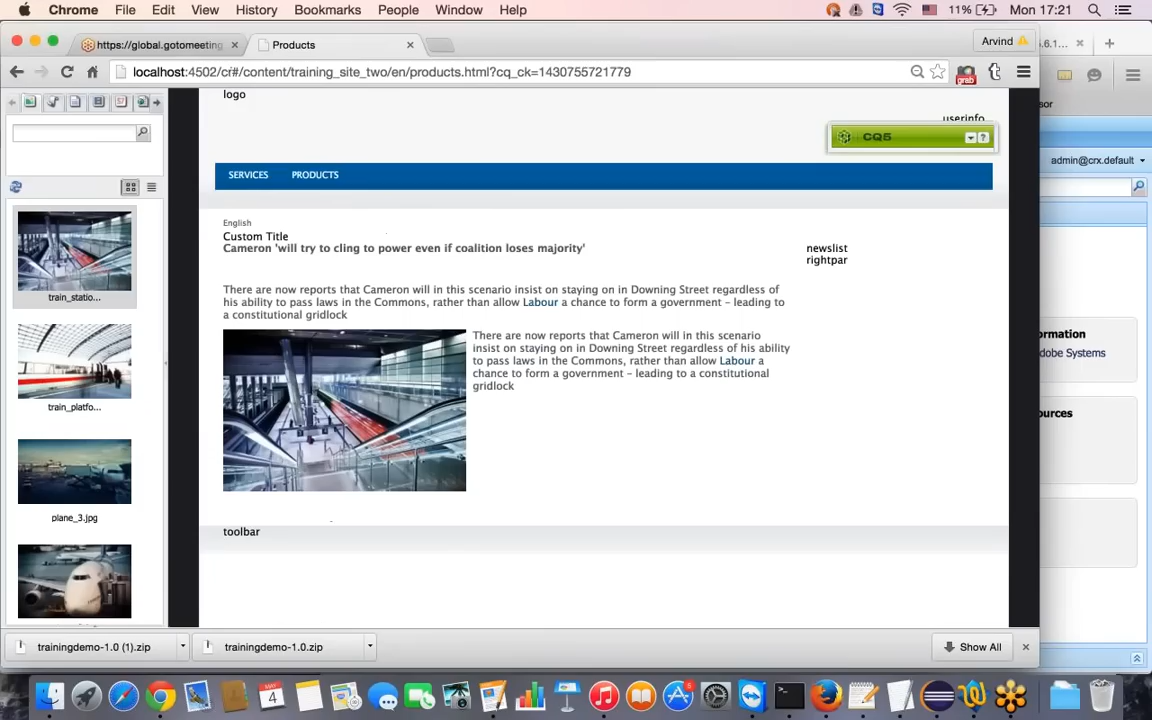 Chrome File Edit View History Bookmarks People Window Help 11% Mon 17:21
https://global.gotomeeting Products Arvind 6.6.1...
localhost:4502/cf#/content/training_site_two/en/products.html?cq_ck=1430755721779
grab
sor
logo
userinfo
CQ5 ?
admin@crx.default
SERVICES PRODUCTS
English
Custom Title
Cameron 'will try to cling to power even if coalition loses majority'
newslist
rightpar
There are now reports that Cameron will in this scenario insist on staying on in Downing Street regardless of
his ability to pass laws in the Commons, rather than allow Labour a chance to form a government – leading to
a constitutional gridlock
There are now reports that Cameron will in this scenario
insist on staying on in Downing Street regardless of his ability
to pass laws in the Commons, rather than allow Labour a
chance to form a government – leading to a constitutional
gridlock
train_statio...
train_platfo...
plane_3.jpg
toolbar
ormation
dobe Systems
ources
trainingdemo-1.0 (1).zip trainingdemo-1.0.zip Show All